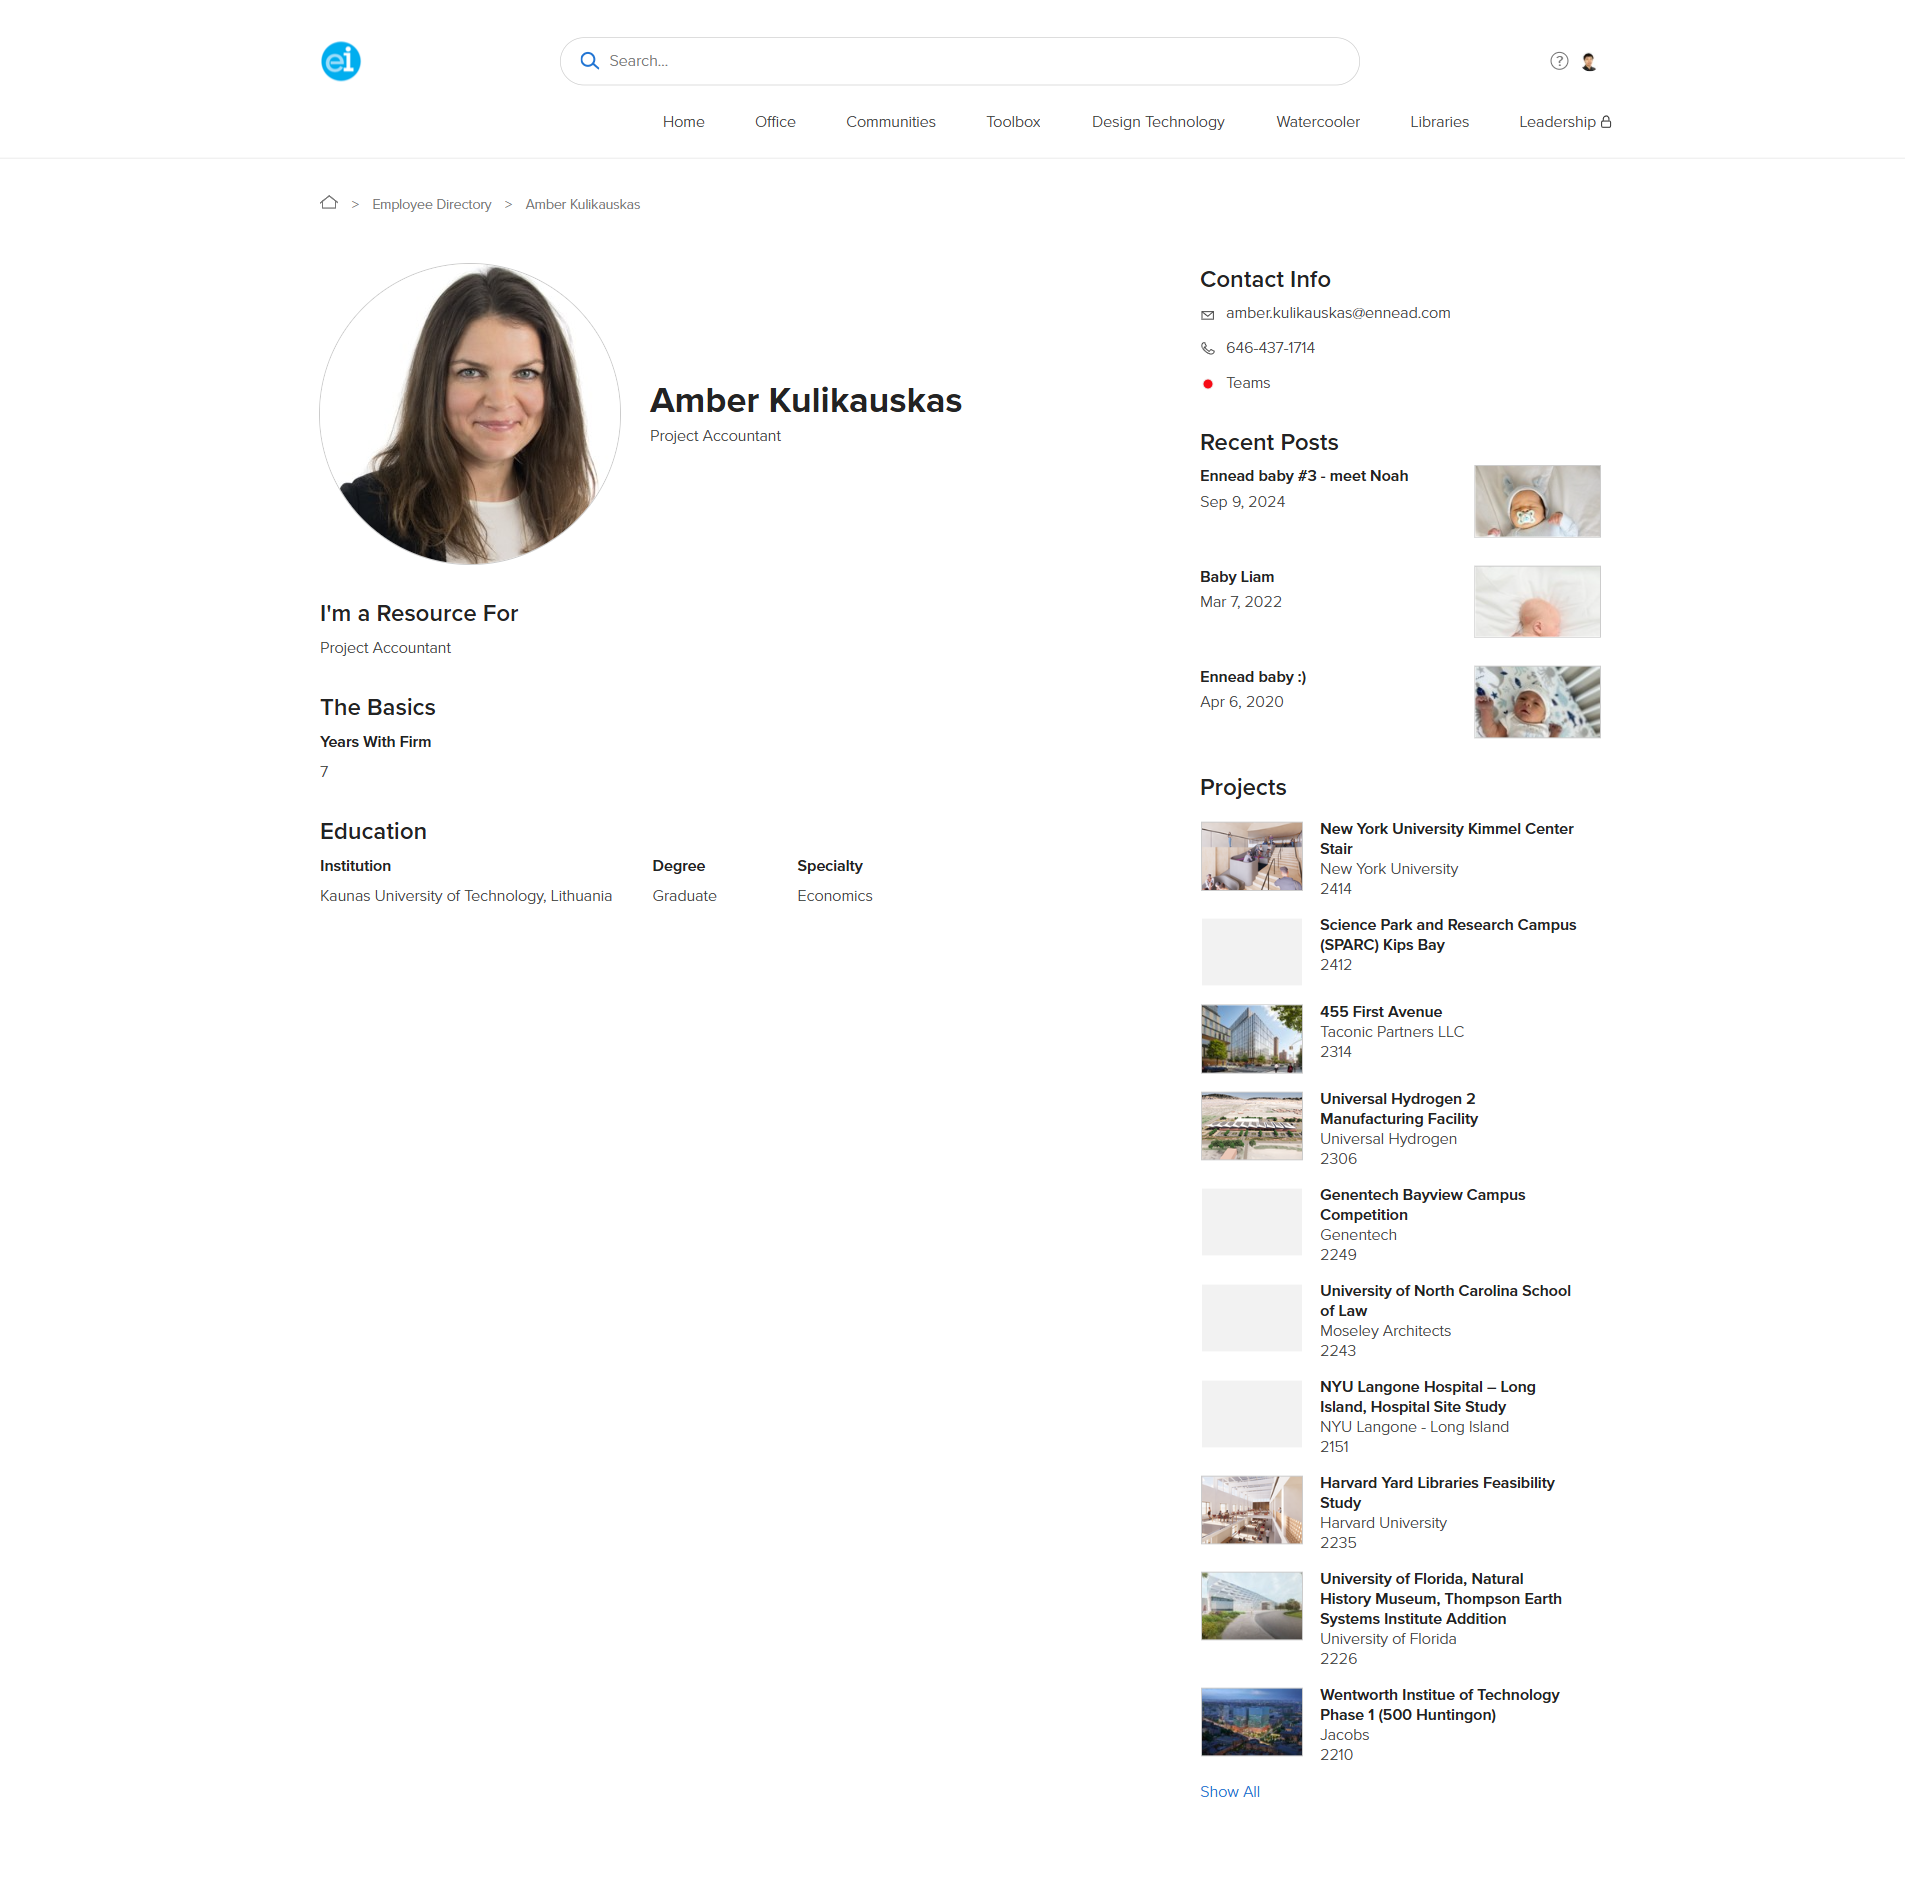 ei
Search...
?
Home
Office
Communities
Toolbox
Design Technology
Watercooler
Libraries
Leadership
> Employee Directory > Amber Kulikauskas
Amber Kulikauskas
Project Accountant
I'm a Resource For
Project Accountant
The Basics
Years With Firm
7
Education
Institution Degree Specialty
Kaunas University of Technology, Lithuania Graduate Economics
Contact Info
amber.kulikauskas@ennead.com
646-437-1714
Teams
Recent Posts
Ennead baby #3 - meet Noah
Sep 9, 2024
Baby Liam
Mar 7, 2022
Ennead baby :)
Apr 6, 2020
Projects
New York University Kimmel Center
Stair
New York University
2414
Science Park and Research Campus
(SPARC) Kips Bay
2412
455 First Avenue
Taconic Partners LLC
2314
Universal Hydrogen 2
Manufacturing Facility
Universal Hydrogen
2306
Genentech Bayview Campus
Competition
Genentech
2249
University of North Carolina School
of Law
Moseley Architects
2243
NYU Langone Hospital – Long
Island, Hospital Site Study
NYU Langone - Long Island
2151
Harvard Yard Libraries Feasibility
Study
Harvard University
2235
University of Florida, Natural
History Museum, Thompson Earth
Systems Institute Addition
University of Florida
2226
Wentworth Institue of Technology
Phase 1 (500 Huntingon)
Jacobs
2210
Show All